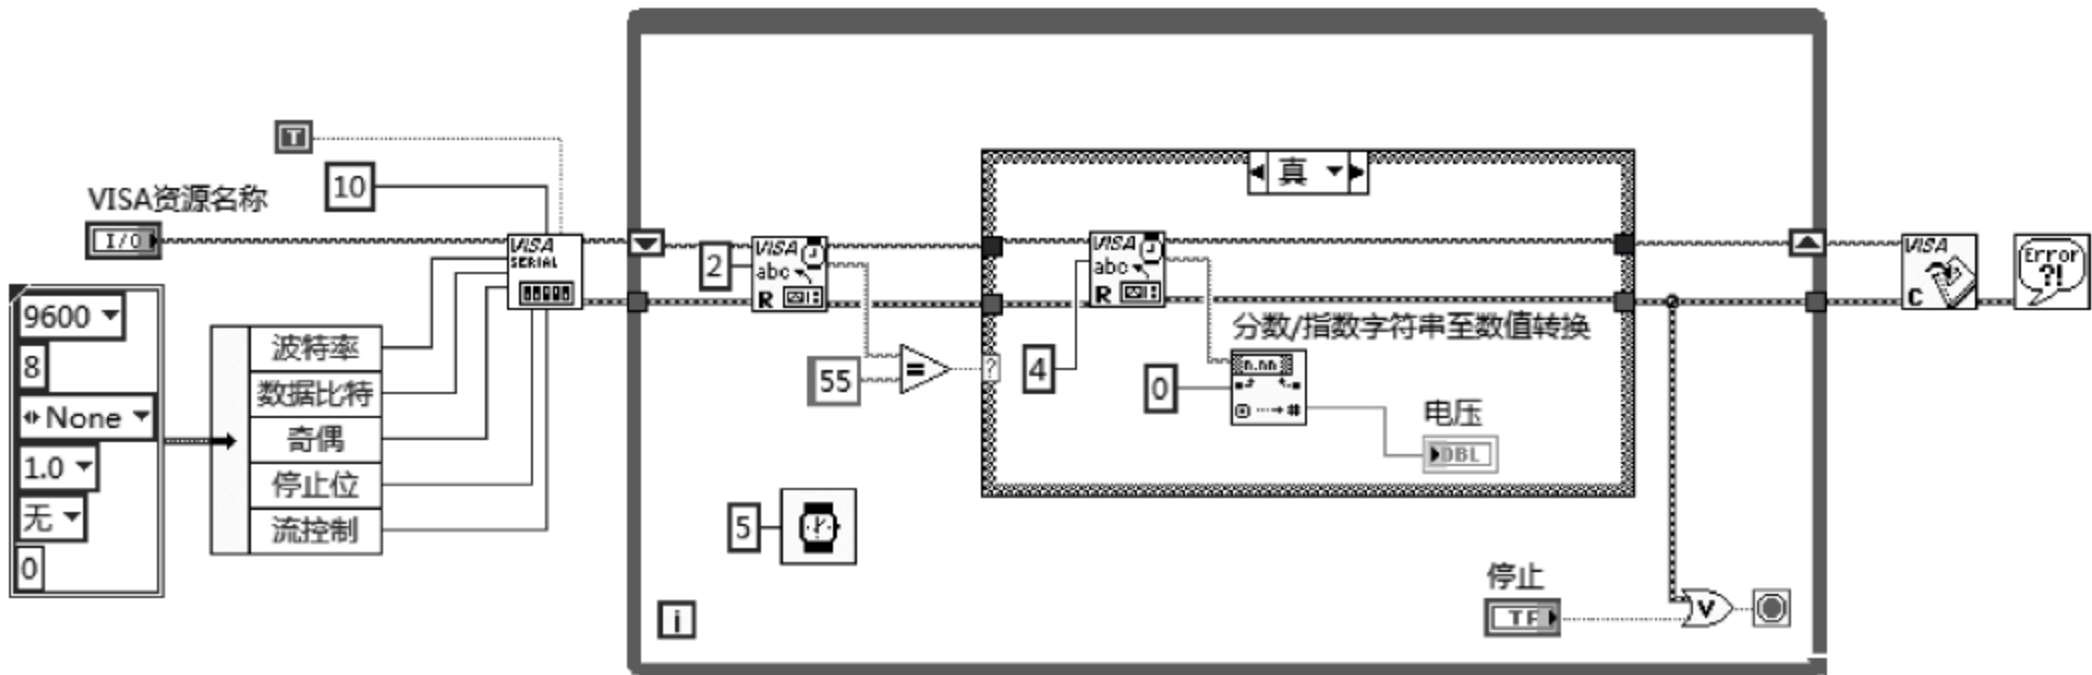 T
10
VISA资源名称
I/O
VISA
SERIAL
9600
8
None
1.0
无
0
波特率
数据比特
奇偶
停止位
流控制
2
VISA
abc
R
55
=
5
i
真
?
VISA
abc
R
4
分数/指数字符串至数值转换
0
n.nn
电压
DBL
停止
TF
V
VISA
C
Error
?!